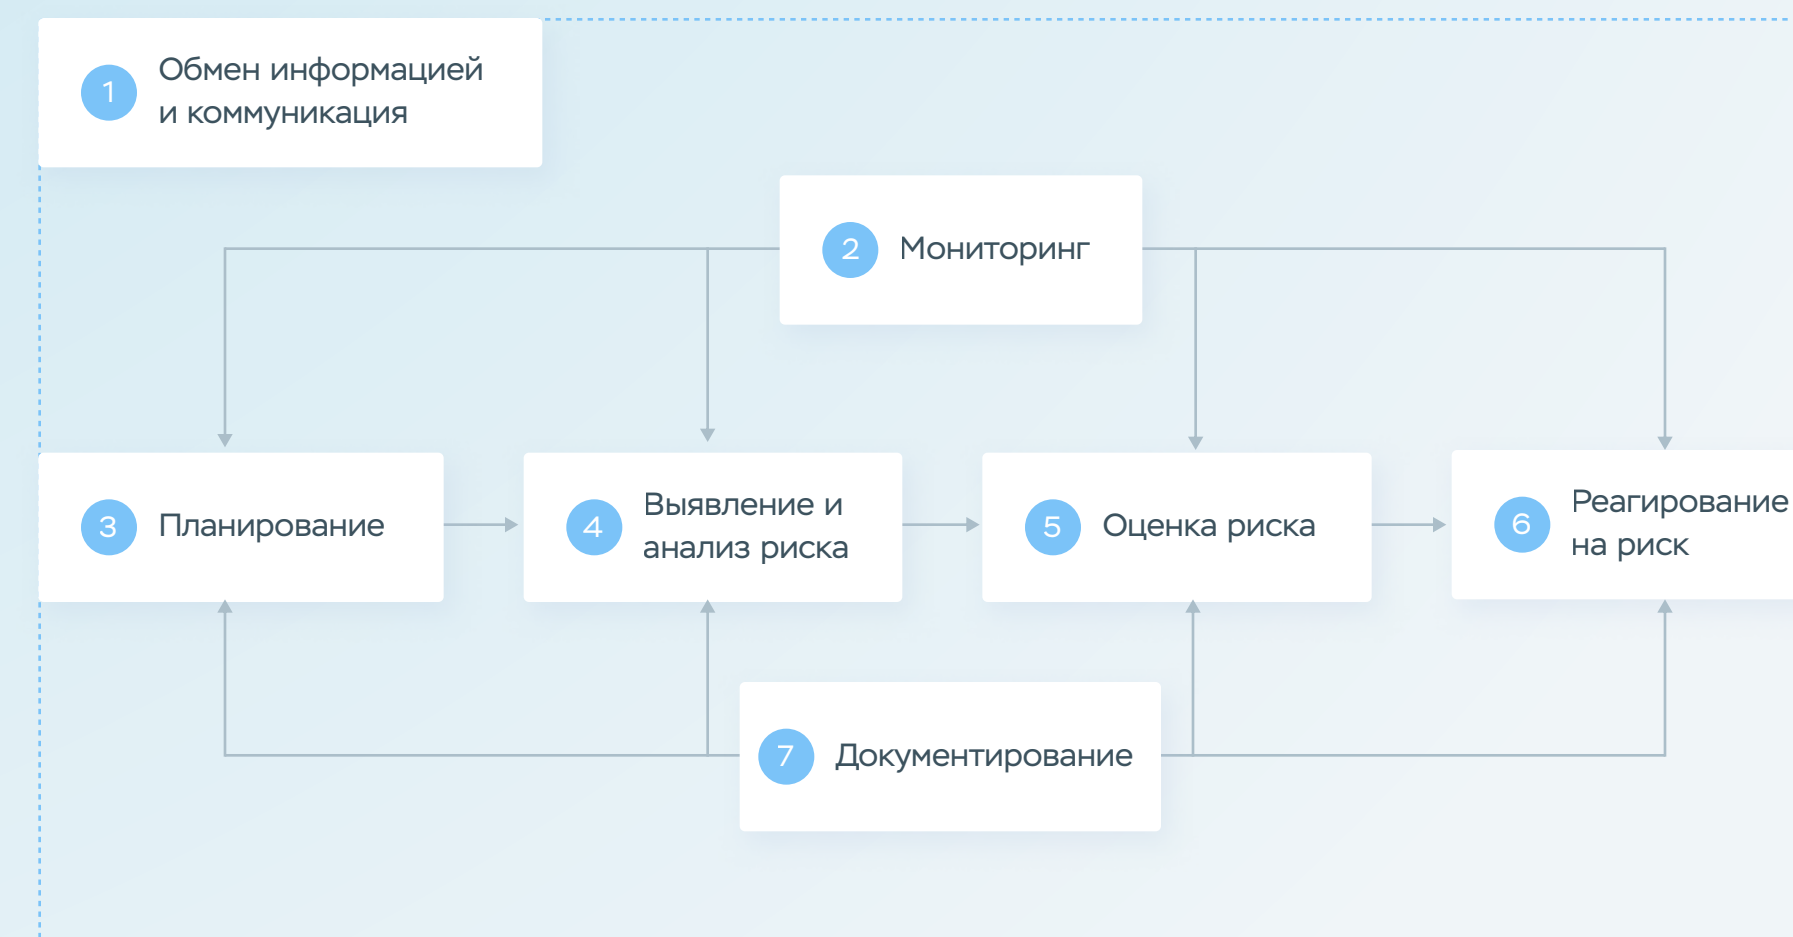 1
Обмен информацией
и коммуникация
2
Мониторинг
3
Планирование
4
Выявление и
анализ риска
5
Оценка риска
6
Реагирование
на риск
7
Документирование